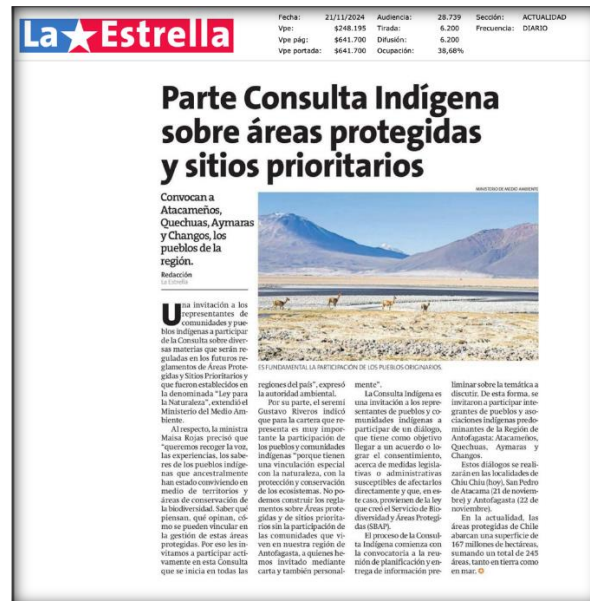 La Estrella
Fecha: 21/11/2024 Audiencia: 28.739 Sección: ACTUALIDAD
Vpe: $248.195 Tirada: 6.200 Frecuencia: DIARIO
Vpe pág: $641.700 Difusión: 6.200
Vpe portada: $641.700 Ocupación: 38,68%
Parte Consulta Indígena
sobre áreas protegidas
y sitios prioritarios
MINISTERIO DE MEDIO AMBIENTE
Convocan a
Atacameños,
Quechuas, Aymaras
y Changos, los
pueblos de la
región.
Redacción
La Estrella
ES FUNDAMENTAL LA PARTICIPACIÓN DE LOS PUEBLOS ORIGINARIOS.
Una invitación a los
representantes de
comunidades y pue-
blos indígenas a participar
de la Consulta sobre diver-
sas materias que serán re-
guladas en los futuros re-
glamentos de Áreas Prote-
gidas y Sitios Prioritarios y
que fueron establecidos en
la denominada "Ley para
la Naturaleza", extendió el
Ministerio del Medio Am-
biente.
Al respecto, la ministra
Maisa Rojas precisó que
"queremos recoger la voz,
las experiencias, los sabe-
res de los pueblos indíge-
nas que ancestralmente
han estado conviviendo en
medio de territorios y
áreas de conservación de
la biodiversidad. Saber qué
piensan, qué opinan, có-
mo se pueden vincular en
la gestión de estas áreas
protegidas. Por eso les in-
vitamos a participar acti-
vamente en esta Consulta
que se inicia en todas las
regiones del país", expresó
la autoridad ambiental.
Por su parte, el seremi
Gustavo Riveros indicó
que para la cartera que re-
presenta es muy impor-
tante la participación de
los pueblos y comunidades
indígenas "porque tienen
una vinculación especial
con la naturaleza, con la
protección y conservación
de los ecosistemas. No po-
demos construir los regla-
mentos sobre Áreas prote-
gidas y de sitios priorita-
rios sin la participación de
las comunidades que vi-
ven en nuestra región de
Antofagasta, a quienes he-
mos invitado mediante
carta y también personal-
mente".
La Consulta Indígena es
una invitación a los repre-
sentantes de pueblos y co-
munidades indígenas a
participar de un diálogo,
que tiene como objetivo
llegar a un acuerdo o lo-
grar el consentimiento,
acerca de medidas legisla-
tivas o administrativas
susceptibles de afectarlos
directamente y que, en es-
te caso, provienen de la ley
que creó el Servicio de Bio-
diversidad y Áreas Protegi-
das (SBAP).
El proceso de la Consul-
ta Indígena comienza con
la convocatoria a la reu-
nión de planificación y en-
trega de información pre-
liminar sobre la temática a
discutir. De esta forma, se
invitaron a participar inte-
grantes de pueblos y aso-
ciaciones indígenas predo-
minantes de la Región de
Antofagasta: Atacameños,
Quechuas, Aymaras y
Changos.
Estos diálogos se reali-
zarán en las localidades de
Chiu Chiu (hoy), San Pedro
de Atacama (21 de noviem-
bre) y Antofagasta (22 de
noviembre).
En la actualidad, las
áreas protegidas de Chile
abarcan una superficie de
167 millones de hectáreas,
sumando un total de 245
áreas, tanto en tierra como
en mar.